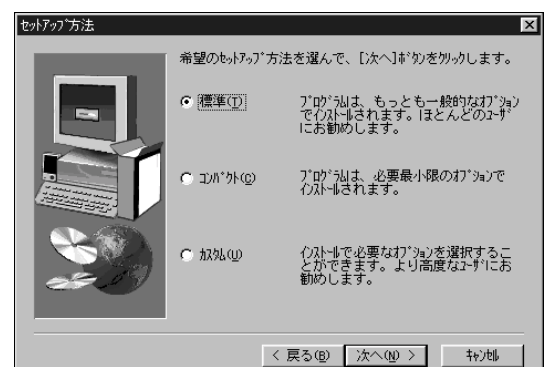 ｾｯﾄｱｯﾌﾟ方法
希望のｾｯﾄｱｯﾌﾟ方法を選んで、[次へ]ﾎﾞﾀﾝをｸﾘｯｸします。
標準(T)
ﾌﾟﾛｸﾞﾗﾑは、もっとも一般的なｵﾌﾟｼｮﾝ
でｲﾝｽﾄｰﾙされます。ほとんどのﾕｰｻﾞ
にお勧めします。
ｺﾝﾊﾟｸﾄ(C)
ﾌﾟﾛｸﾞﾗﾑは、必要最小限のｵﾌﾟｼｮﾝで
ｲﾝｽﾄｰﾙされます。
ｶｽﾀﾑ(U)
ｲﾝｽﾄｰﾙで必要なｵﾌﾟｼｮﾝを選択するこ
とができます。より高度なﾕｰｻﾞにお
勧めします。
< 戻る(B)
次へ(N) >
ｷｬﾝｾﾙ